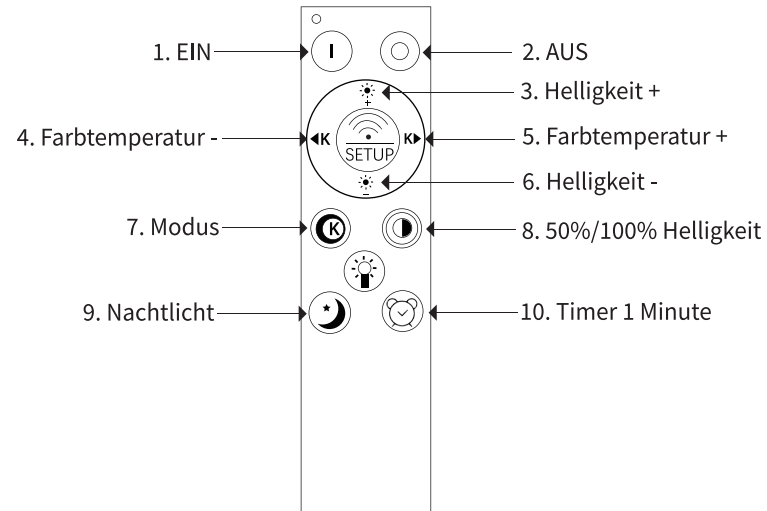 1. EIN
I
2. AUS
3. Helligkeit +
+
4. Farbtemperatur -
K
SETUP
K
5. Farbtemperatur +
6. Helligkeit -
-
7. Modus
K
8. 50%/100% Helligkeit
9. Nachtlicht
10. Timer 1 Minute